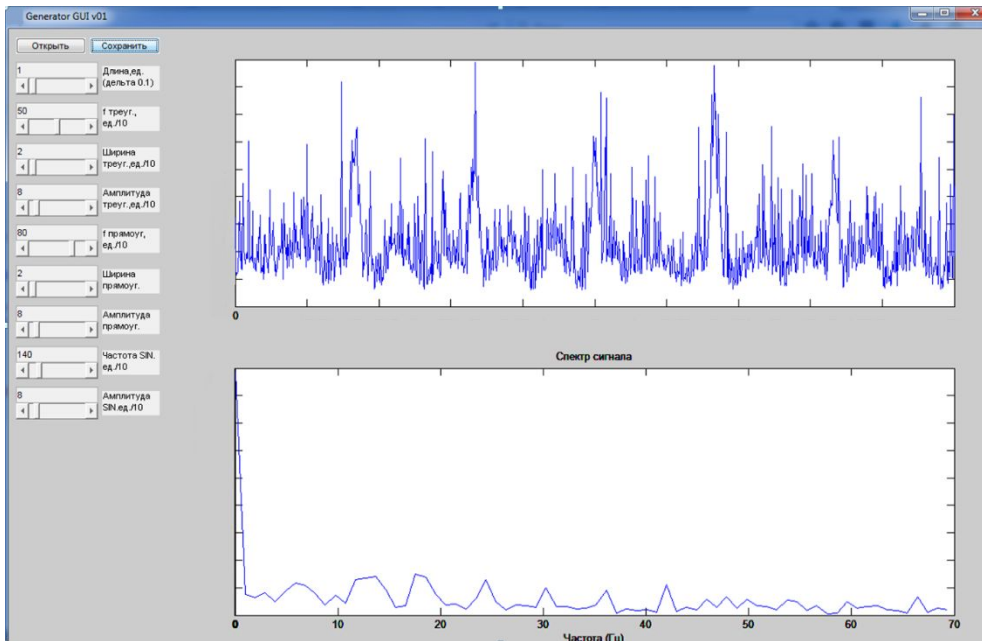 Generator GUI v01
Открыть
Сохранить
1
Длина,ед.
(дельта 0.1)
50
f треуг.,
ед./10
2
Ширина
треуг.,ед./10
8
Амплитуда
треуг.,ед./10
80
f прямоуг,
ед./10
2
Ширина
прямоуг.
8
Амплитуда
прямоуг.
140
Частота SIN.
ед./10
8
Амплитуда
SIN.ед./10
0
Спектр сигнала
0
0 10 20 30 40 50 60 70
Частота (Гц)